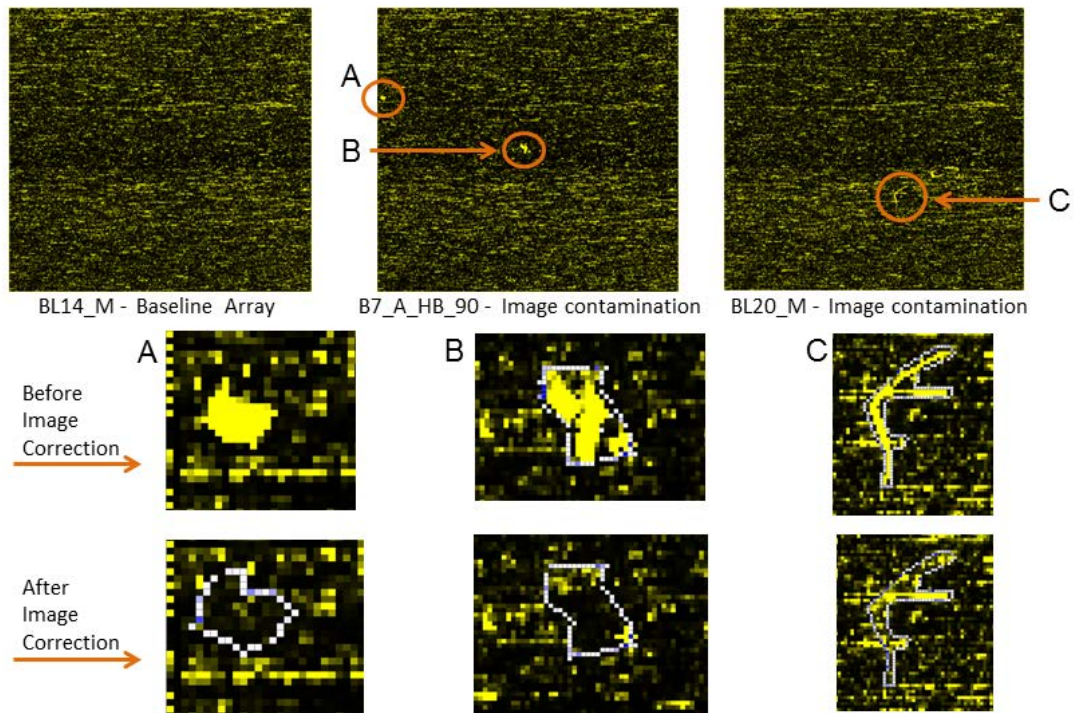 A
B
C
BL14_M - Baseline Array
B7_A_HB_90 - Image contamination
BL20_M - Image contamination
A
B
C
Before
Image
Correction
After
Image
Correction